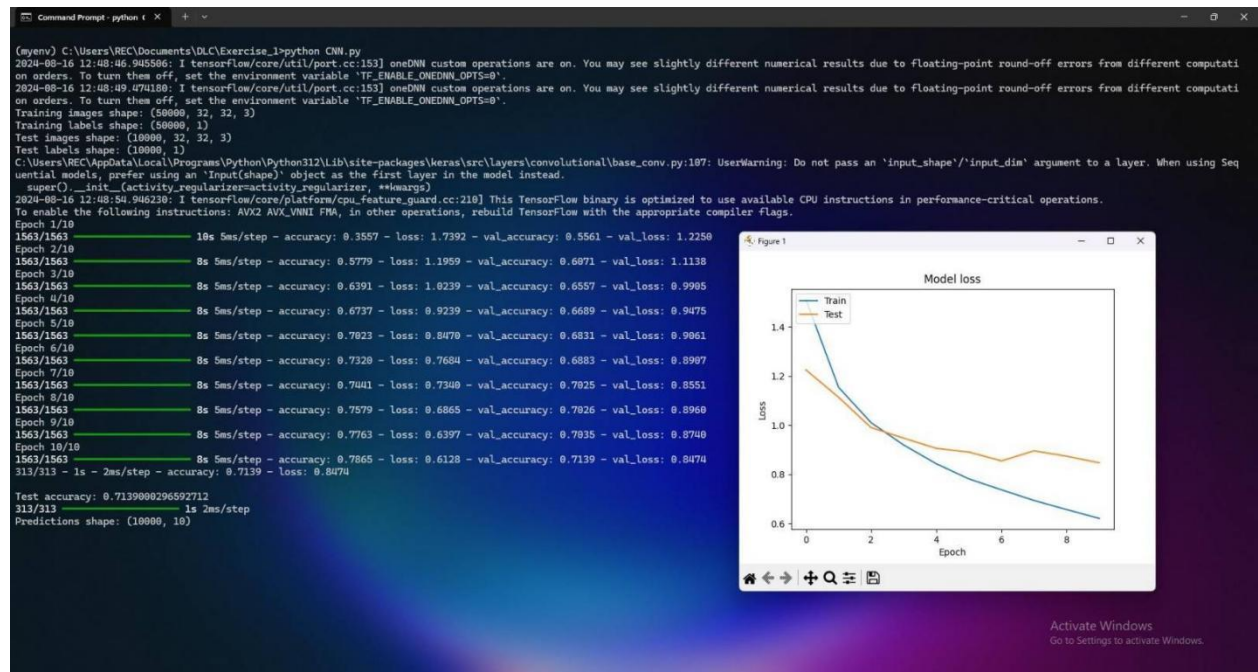 Command Prompt - python
(myenv) C:\Users\REC\Documents\DLC\Exercise_1>python CNN.py
2024-08-16 12:48:46.945506: I tensorflow/core/util/port.cc:153] oneDNN custom operations are on. You may see slightly different numerical results due to floating-point round-off errors from different computati
on orders. To turn them off, set the environment variable `TF_ENABLE_ONEDNN_OPTS=0`.
2024-08-16 12:48:49.474180: I tensorflow/core/util/port.cc:153] oneDNN custom operations are on. You may see slightly different numerical results due to floating-point round-off errors from different computati
on orders. To turn them off, set the environment variable `TF_ENABLE_ONEDNN_OPTS=0`.
Training images shape: (50000, 32, 32, 3)
Training labels shape: (50000, 1)
Test images shape: (10000, 32, 32, 3)
Test labels shape: (10000, 1)
C:\Users\REC\AppData\Local\Programs\Python\Python312\Lib\site-packages\keras\src\layers\convolutional\base_conv.py:107: UserWarning: Do not pass an `input_shape`/`input_dim` argument to a layer. When using Seq
uential models, prefer using an `Input(shape)` object as the first layer in the model instead.
super().__init__(activity_regularizer=activity_regularizer, **kwargs)
2024-08-16 12:48:54.946230: I tensorflow/core/platform/cpu_feature_guard.cc:210] This TensorFlow binary is optimized to use available CPU instructions in performance-critical operations.
To enable the following instructions: AVX2 AVX_VNNI FMA, in other operations, rebuild TensorFlow with the appropriate compiler flags.
Epoch 1/10
1563/1563 10s 5ms/step - accuracy: 0.3557 - loss: 1.7392 - val_accuracy: 0.5561 - val_loss: 1.2250
Epoch 2/10
1563/1563 8s 5ms/step - accuracy: 0.5779 - loss: 1.1959 - val_accuracy: 0.6071 - val_loss: 1.1138
Epoch 3/10
1563/1563 8s 5ms/step - accuracy: 0.6391 - loss: 1.0239 - val_accuracy: 0.6557 - val_loss: 0.9905
Epoch 4/10
1563/1563 8s 5ms/step - accuracy: 0.6737 - loss: 0.9239 - val_accuracy: 0.6689 - val_loss: 0.9475
Epoch 5/10
1563/1563 8s 5ms/step - accuracy: 0.7023 - loss: 0.8470 - val_accuracy: 0.6831 - val_loss: 0.9061
Epoch 6/10
1563/1563 8s 5ms/step - accuracy: 0.7320 - loss: 0.7684 - val_accuracy: 0.6883 - val_loss: 0.8907
Epoch 7/10
1563/1563 8s 5ms/step - accuracy: 0.7441 - loss: 0.7340 - val_accuracy: 0.7025 - val_loss: 0.8551
Epoch 8/10
1563/1563 8s 5ms/step - accuracy: 0.7579 - loss: 0.6865 - val_accuracy: 0.7026 - val_loss: 0.8960
Epoch 9/10
1563/1563 8s 5ms/step - accuracy: 0.7763 - loss: 0.6397 - val_accuracy: 0.7035 - val_loss: 0.8740
Epoch 10/10
1563/1563 8s 5ms/step - accuracy: 0.7865 - loss: 0.6128 - val_accuracy: 0.7139 - val_loss: 0.8474
313/313 - 1s - 2ms/step - accuracy: 0.7139 - loss: 0.8474
Test accuracy: 0.7139000296592712
313/313 1s 2ms/step
Predictions shape: (10000, 10)
Figure 1
Model loss
Train
Test
1.4
1.2
1.0
0.8
0.6
Loss
0 2 4 6 8
Epoch
Activate Windows
Go to Settings to activate Windows.